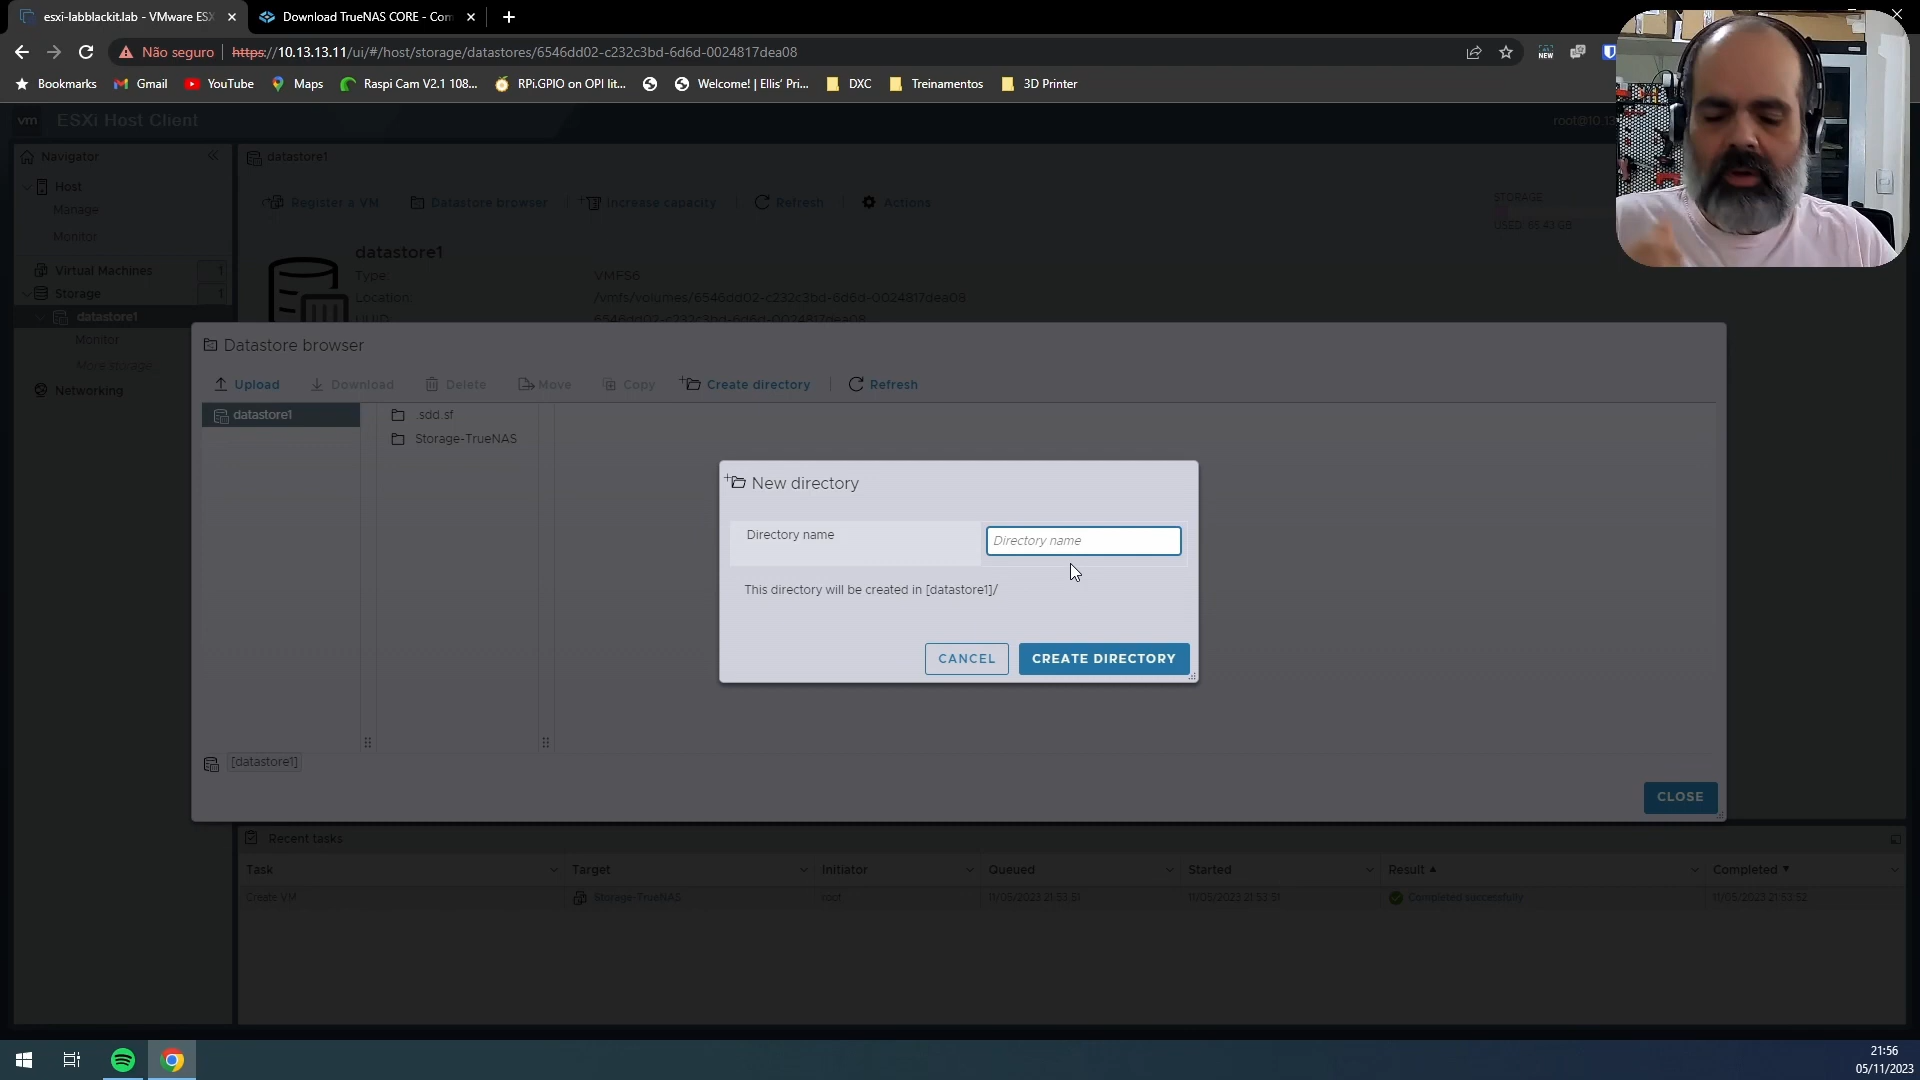 esxi-labblackit.lab - VMware ESX
Download TrueNAS CORE - Com
Não seguro
https://10.13.13.11/ui/#/host/storage/datastores/6546dd02-c232c3bd-6d6d-0024817dea08
NEW
Bookmarks
Gmail
YouTube
Maps
Raspi Cam V2.1 108...
RPi.GPIO on OPI lit...
Welcome! | Ellis' Pri...
DXC
Treinamentos
3D Printer
vm
ESXi Host Client
root@10.13
Navigator
Host
Manage
Monitor
Virtual Machines
1
Storage
1
datastore1
Monitor
More storage
Networking
datastore1
Register a VM
Datastore browser
Increase capacity
Refresh
Actions
STORAGE
USED: 65.43 GB
datastore1
Type:
VMFS6
Location:
/vmfs/volumes/6546dd02-c232c3bd-6d6d-0024817dea08
UUID:
6546dd02-c232c3bd-6d6d-0024817dea08
Datastore browser
Upload
Download
Delete
Move
Copy
Create directory
Refresh
datastore1
.sdd.sf
Storage-TrueNAS
New directory
Directory name
Directory name
This directory will be created in [datastore1]/
CANCEL
CREATE DIRECTORY
[datastore1]
CLOSE
Recent tasks
Task
Target
Initiator
Queued
Started
Result
Completed
Create VM
Storage-TrueNAS
root
11/05/2023 21:53:51
11/05/2023 21:53:51
Completed successfully
11/05/2023 21:53:52
21:56
05/11/2023